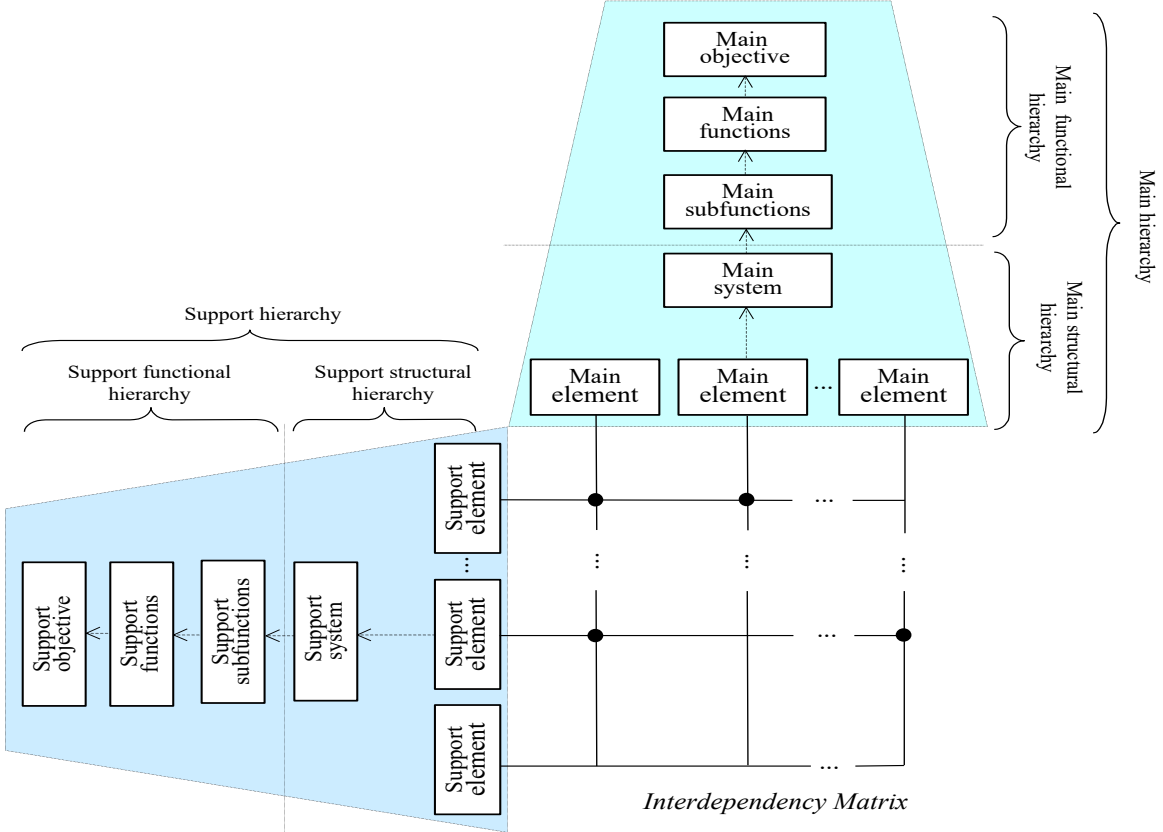 Main
objective
Main
functions
Main
subfunctions
Main
system
Main
element
Main
element
...
Main
element
Main functional
hierarchy
Main structural
hierarchy
Main hierarchy
Support hierarchy
Support functional
hierarchy
Support structural
hierarchy
Support
element
...
Support
element
Support
element
Support
system
Support
subfunctions
Support
functions
Support
objective
...
... ... ...
...
...
Interdependency Matrix